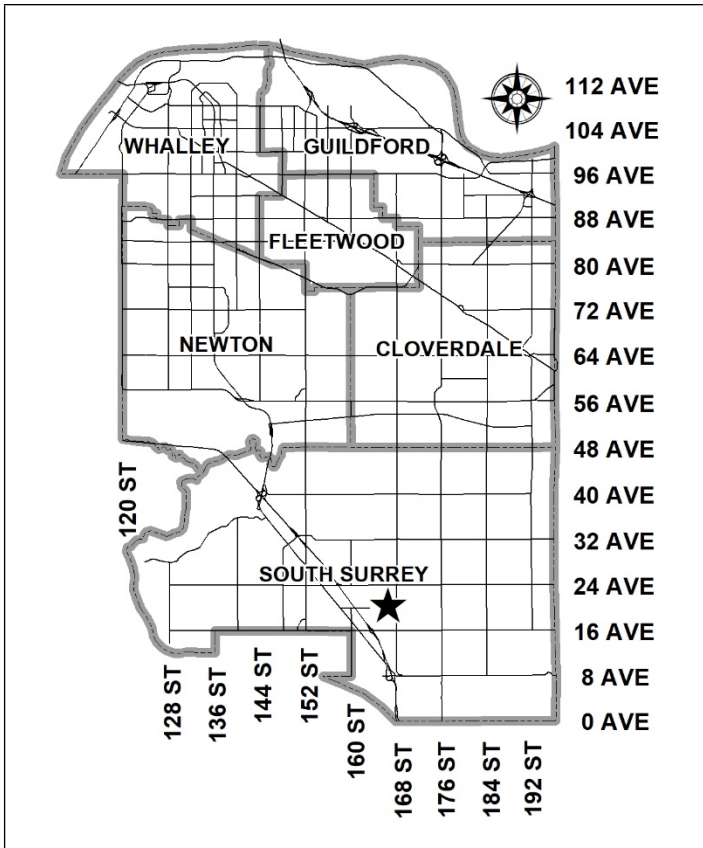 112 AVE
104 AVE
WHALLEY
GUILDFORD
96 AVE
88 AVE
FLEETWOOD
80 AVE
72 AVE
NEWTON
CLOVERDALE
64 AVE
56 AVE
48 AVE
120 ST
40 AVE
32 AVE
SOUTH SURREY
24 AVE
16 AVE
8 AVE
0 AVE
128 ST
136 ST
144 ST
152 ST
160 ST
168 ST
176 ST
184 ST
192 ST